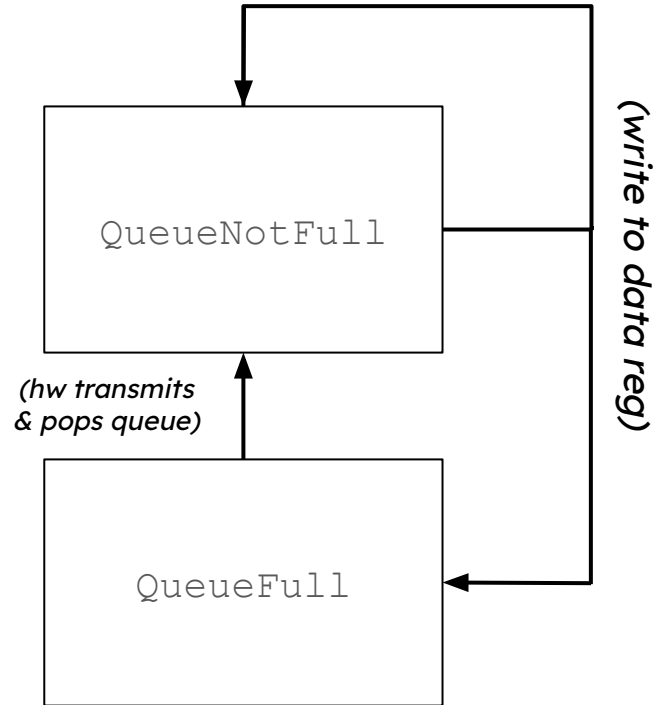 QueueNotFull
(write to data reg)
(hw transmits
& pops queue)
QueueFull